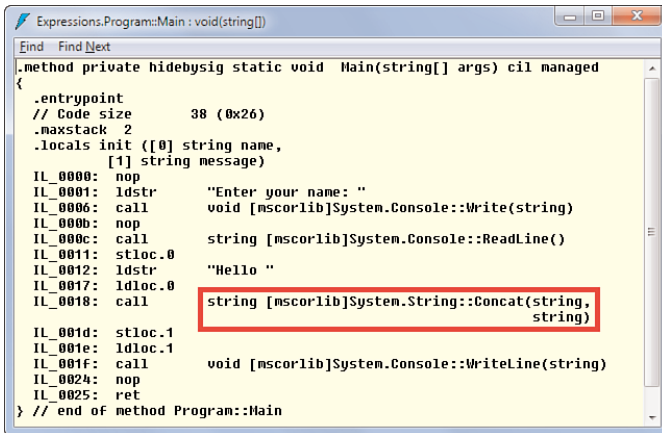 Expressions.Program::Main : void(string[])
Find Find Next
.method private hidebysig static void  Main(string[] args) cil managed
{
  .entrypoint
  // Code size       38 (0x26)
  .maxstack  2
  .locals init ([0] string name,
           [1] string message)
  IL_0000:  nop
  IL_0001:  ldstr      "Enter your name: "
  IL_0006:  call       void [mscorlib]System.Console::Write(string)
  IL_000b:  nop
  IL_000c:  call       string [mscorlib]System.Console::ReadLine()
  IL_0011:  stloc.0
  IL_0012:  ldstr      "Hello "
  IL_0017:  ldloc.0
  IL_0018:  call       string [mscorlib]System.String::Concat(string,
                                                              string)
  IL_001d:  stloc.1
  IL_001e:  ldloc.1
  IL_001f:  call       void [mscorlib]System.Console::WriteLine(string)
  IL_0024:  nop
  IL_0025:  ret
} // end of method Program::Main